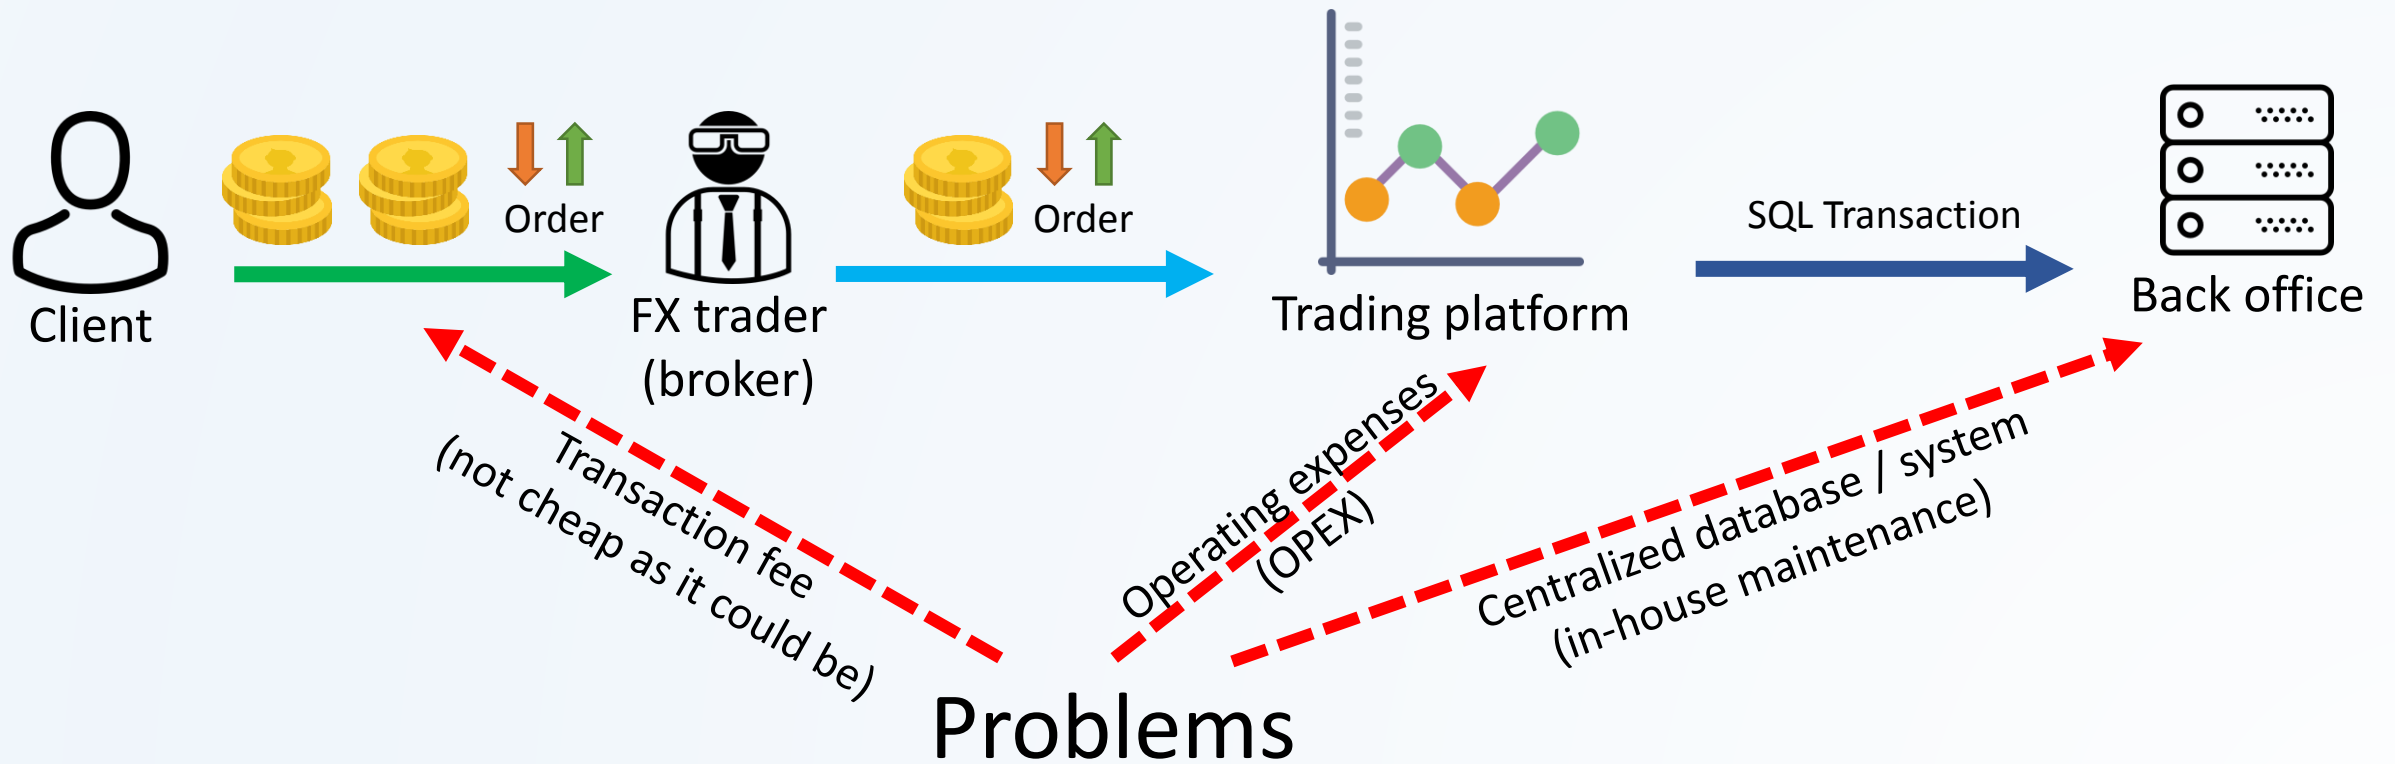 Order
Order
SQL Transaction
Client
FX trader
(broker)
Trading platform
Back office
Transaction fee
(not cheap as it could be)
Operating expenses
(OPEX)
Centralized database / system
(in-house maintenance)
Problems